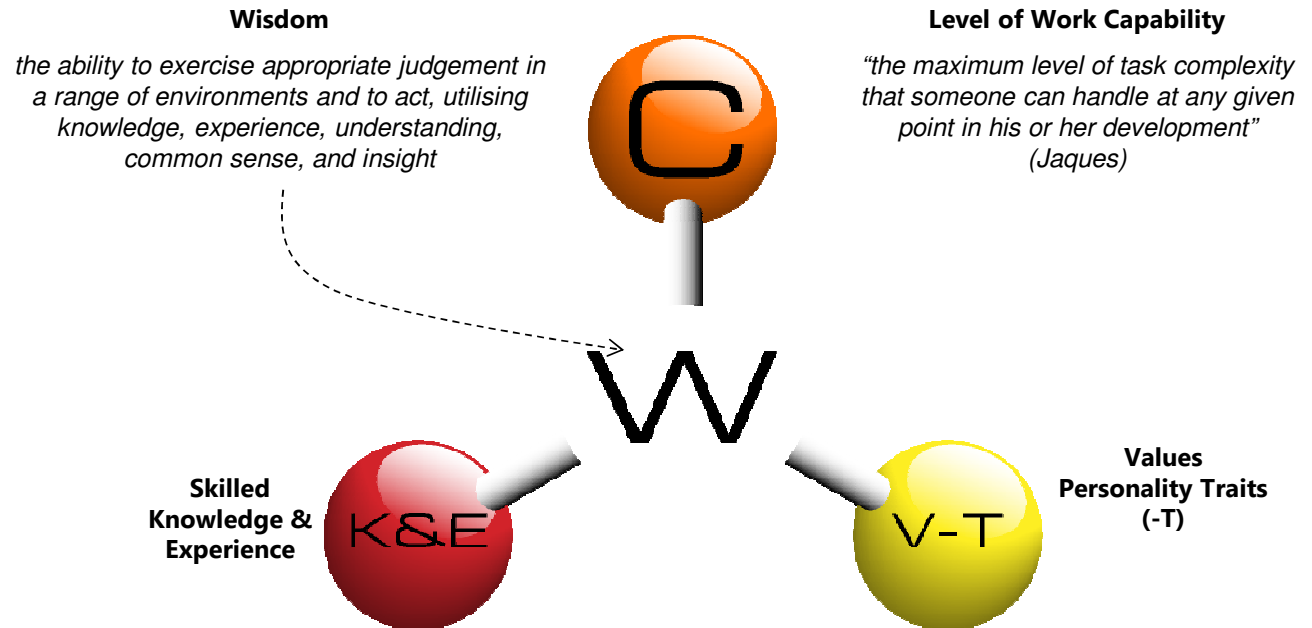 Wisdom
the ability to exercise appropriate judgement in
a range of environments and to act, utilising
knowledge, experience, understanding,
common sense, and insight
Level of Work Capability
“the maximum level of task complexity
that someone can handle at any given
point in his or her development”
(Jaques)
C
W
Skilled
Knowledge &
Experience
K&E
V-T
Values
Personality Traits
(-T)